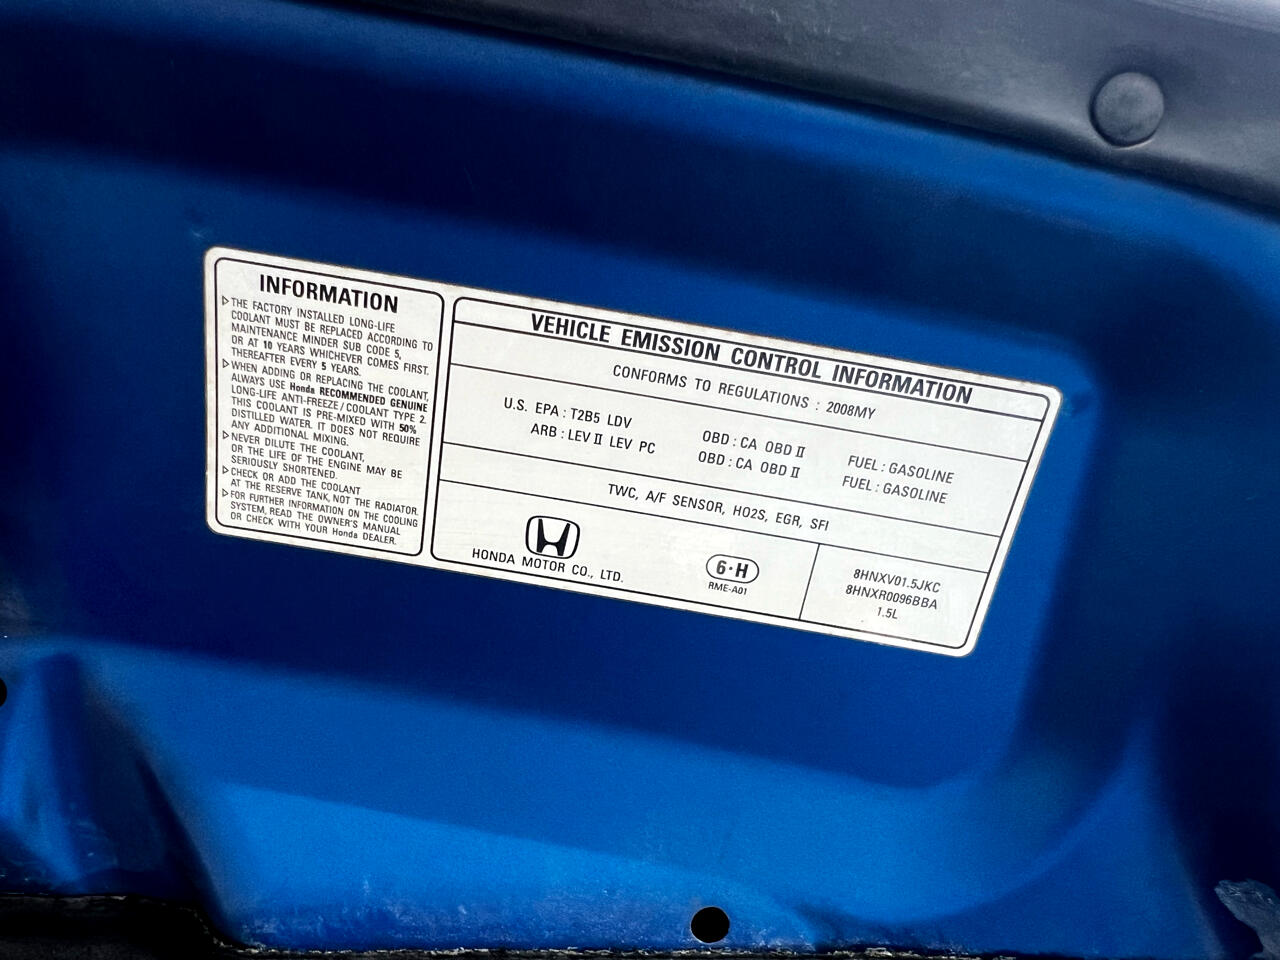 INFORMATION
▷THE FACTORY INSTALLED LONG-LIFE
COOLANT MUST BE REPLACED ACCORDING TO
MAINTENANCE MINDER SUB CODE 5,
OR AT 10 YEARS WHICHEVER COMES FIRST.
THEREAFTER EVERY 5 YEARS.
▷WHEN ADDING OR REPLACING THE COOLANT,
ALWAYS USE Honda RECOMMENDED GENUINE
LONG-LIFE ANTI-FREEZE/COOLANT TYPE 2.
THIS COOLANT IS PRE-MIXED WITH 50%
DISTILLED WATER. IT DOES NOT REQUIRE
ANY ADDITIONAL MIXING.
▷NEVER DILUTE THE COOLANT,
OR THE LIFE OF THE ENGINE MAY BE
SERIOUSLY SHORTENED.
▷CHECK OR ADD THE COOLANT
AT THE RESERVE TANK, NOT THE RADIATOR.
▷FOR FURTHER INFORMATION ON THE COOLING
SYSTEM, READ THE OWNER'S MANUAL
OR CHECK WITH YOUR Honda DEALER.
VEHICLE EMISSION CONTROL INFORMATION
CONFORMS TO REGULATIONS : 2008MY
U.S. EPA : T2B5 LDV OBD : CA OBD II FUEL : GASOLINE
ARB : LEV II LEV PC OBD : CA OBD II FUEL : GASOLINE
TWC, A/F SENSOR, HO2S, EGR, SFI
HONDA MOTOR CO., LTD.
6·H
RME-A01
8HNXV01.5JKC
8HNXR0096BBA
1.5L